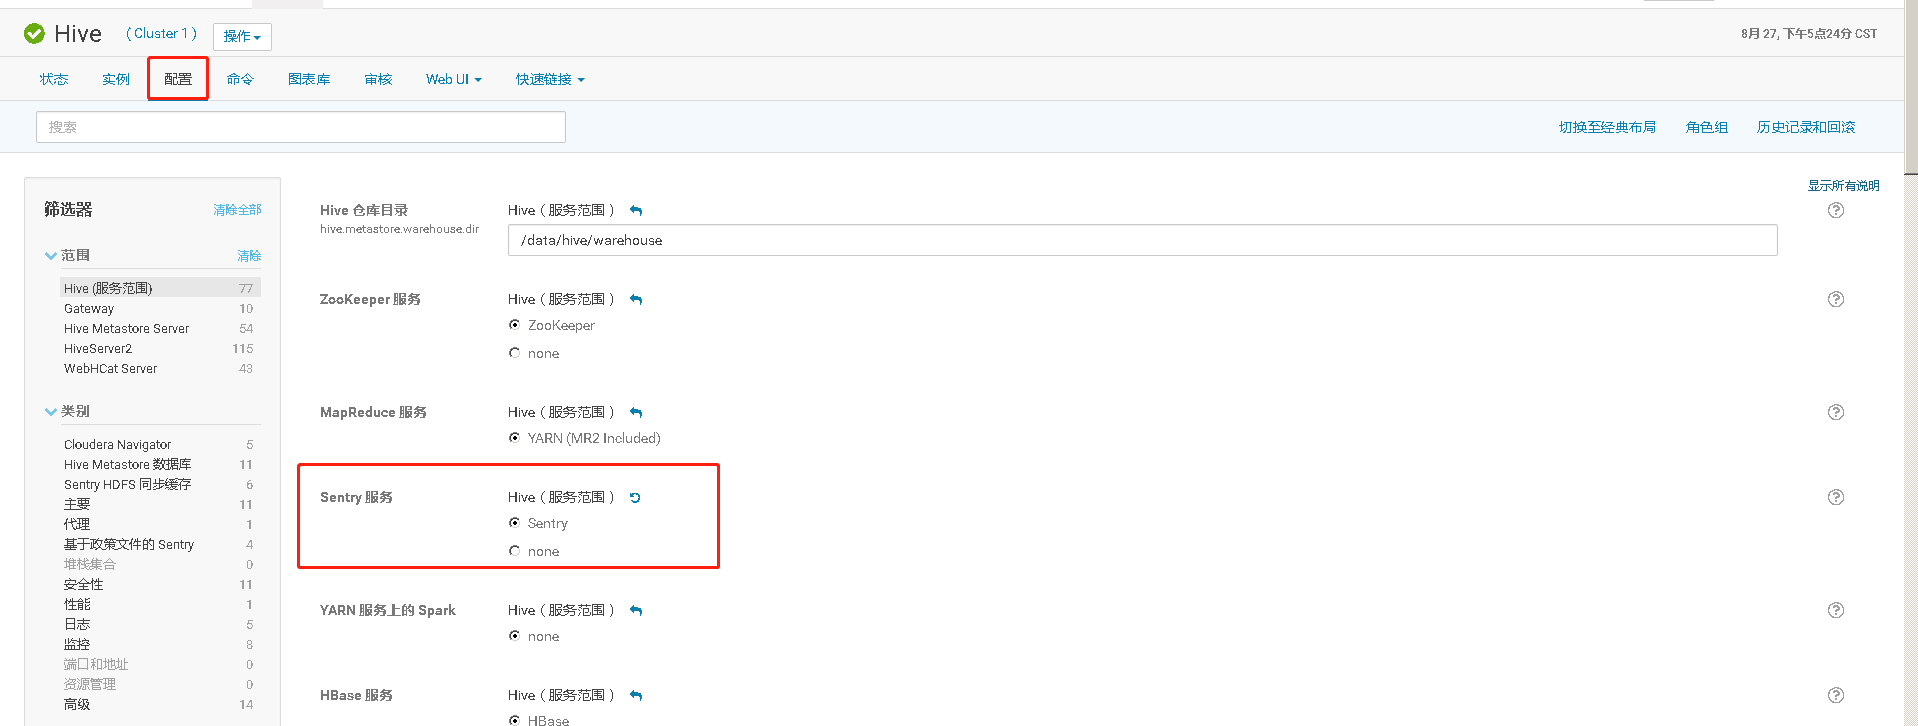 Hive
( Cluster 1 )
操作
8月 27, 下午5点24分 CST
状态
实例
配置
命令
图表库
审核
Web UI
快速链接
搜索
切换至经典布局
角色组
历史记录和回滚
显示所有说明
筛选器
清除全部
范围
清除
Hive (服务范围) 77
Gateway 10
Hive Metastore Server 54
HiveServer2 115
WebHCat Server 43
类别
Cloudera Navigator 5
Hive Metastore 数据库 11
Sentry HDFS 同步缓存 6
主要 11
代理 1
基于政策文件的 Sentry 4
堆栈集合 0
安全性 11
性能 1
日志 5
监控 8
端口和地址 0
资源管理 0
高级 14
Hive 仓库目录
hive.metastore.warehouse.dir
Hive（服务范围）
/data/hive/warehouse
ZooKeeper 服务
Hive（服务范围）
ZooKeeper
none
MapReduce 服务
Hive（服务范围）
YARN (MR2 Included)
Sentry 服务
Hive（服务范围）
Sentry
none
YARN 服务上的 Spark
Hive（服务范围）
none
HBase 服务
Hive（服务范围）
HBase